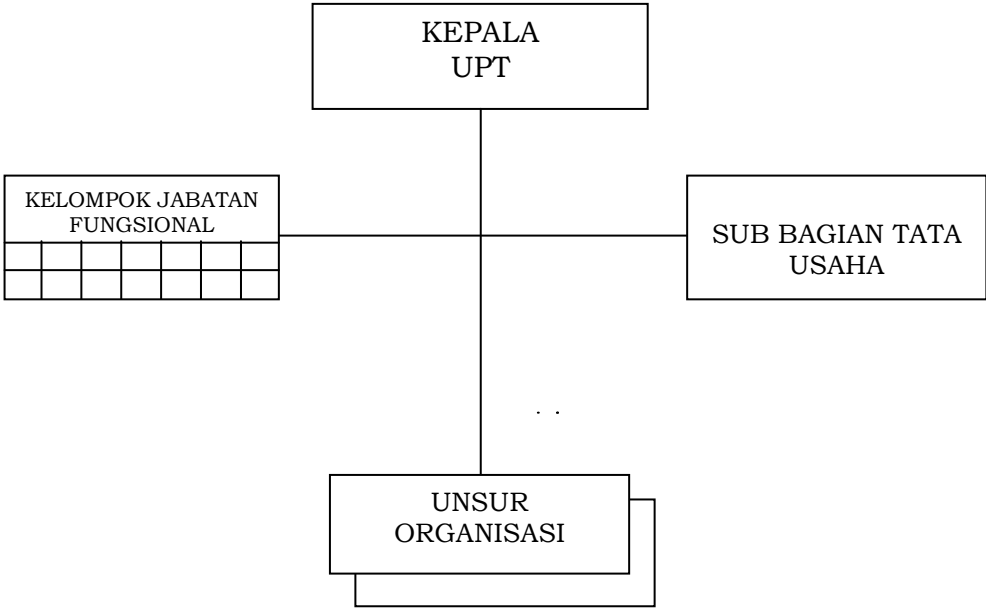 KEPALA
UPT
KELOMPOK JABATAN
FUNGSIONAL
SUB BAGIAN TATA
USAHA
. .
UNSUR
ORGANISASI